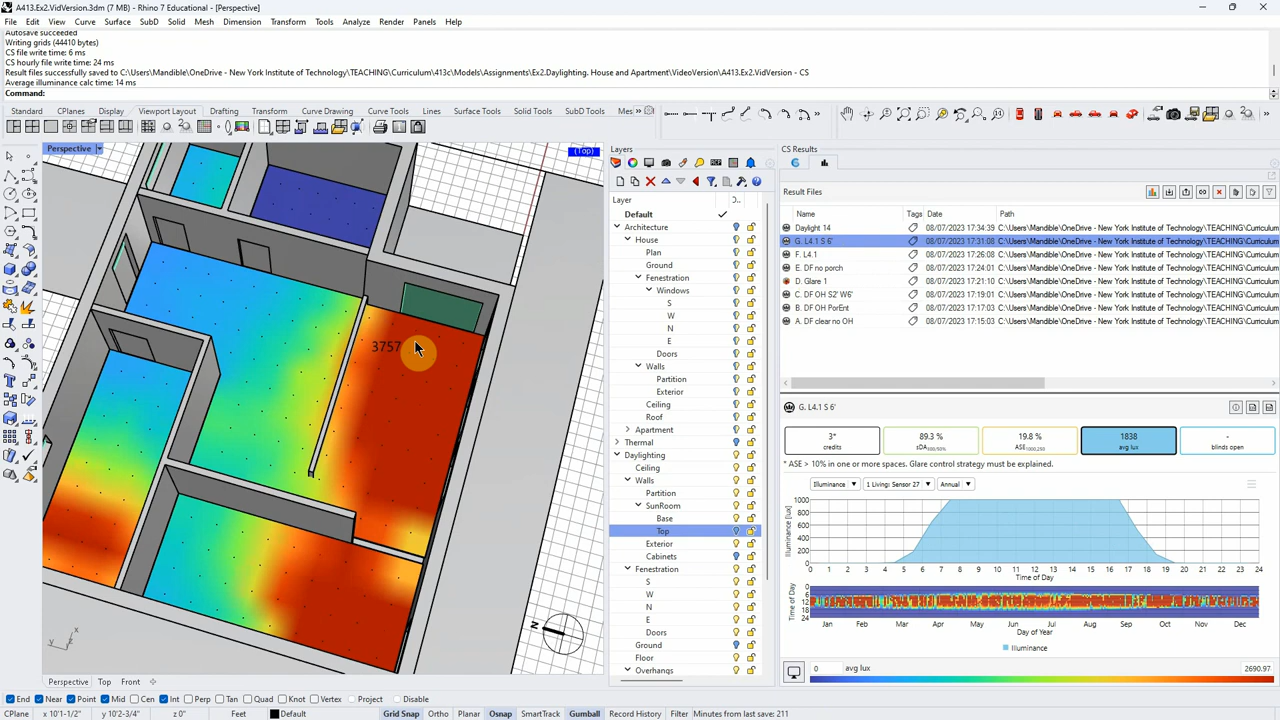 A413.Ex2.VidVersion.3dm (7 MB) - Rhino 7 Educational - [Perspective]
File Edit View Curve Surface SubD Solid Mesh Dimension Transform Tools Analyze Render Panels Help
Autosave succeeded
Writing grids (44410 bytes)
CS file write time: 6 ms
CS hourly file write time: 24 ms
Result files successfully saved to C:\Users\Mandible\OneDrive - New York Institute of Technology\TEACHING\Curriculum\413c\Models\Assignments\Ex2.Daylighting. House and Apartment\VideoVersion\A413.Ex2.VidVersion - CS
Average illuminance calc time: 14 ms
Command:
Standard CPlanes Display Viewport Layout Drafting Transform Curve Drawing Curve Tools Lines Surface Tools Solid Tools SubD Tools Mes
Perspective
(Top)
3757
N
x
y
z
Perspective Top Front
Layers
Layer
Default
Architecture
House
Plan
Ground
Fenestration
Windows
S
W
N
E
Doors
Walls
Partition
Exterior
Ceiling
Roof
Apartment
Thermal
Daylighting
Ceiling
Walls
Partition
SunRoom
Base
Top
Exterior
Cabinets
Fenestration
S
W
N
E
Doors
Ground
Floor
Overhangs
CS Results
Result Files
Name Tags Date Path
Daylight 14 08/07/2023 17:34:39 C:\Users\Mandible\OneDrive - New York Institute of Technology\TEACHING\Curriculum
G. L4.1 S 6' 08/07/2023 17:31:08 C:\Users\Mandible\OneDrive - New York Institute of Technology\TEACHING\Curriculum
F. L4.1 08/07/2023 17:26:08 C:\Users\Mandible\OneDrive - New York Institute of Technology\TEACHING\Curriculum
E. DF no porch 08/07/2023 17:24:01 C:\Users\Mandible\OneDrive - New York Institute of Technology\TEACHING\Curriculum
D. Glare 1 08/07/2023 17:21:10 C:\Users\Mandible\OneDrive - New York Institute of Technology\TEACHING\Curriculum
C. DF OH S2' W6' 08/07/2023 17:19:01 C:\Users\Mandible\OneDrive - New York Institute of Technology\TEACHING\Curriculum
B. DF OH PorEnt 08/07/2023 17:17:05 C:\Users\Mandible\OneDrive - New York Institute of Technology\TEACHING\Curriculum
A. DF clear no OH 08/07/2023 17:15:03 C:\Users\Mandible\OneDrive - New York Institute of Technology\TEACHING\Curriculum
G. L4.1 S 6'
3* credits
89.3 % sDA300/50%
19.8 % ASE1000,250
1838 avg lux
- blinds open
* ASE > 10% in one or more spaces. Glare control strategy must be explained.
Illuminance 1 Living: Sensor 27 Annual
Illuminance [lux]
1000
800
600
400
200
0
0 1 2 3 4 5 6 7 8 9 10 11 12 13 14 15 16 17 18 19 20 21 22 23 24
Time of Day
Time of Day
0
6
12
18
24
Jan Feb Mar Apr May Jun Jul Aug Sep Oct Nov Dec
Day of Year
Illuminance
0 avg lux 2690.97
End Near Point Mid Cen Int Perp Tan Quad Knot Vertex Project Disable
CPlane x 10'1-1/2" y 10'2-3/4" z 0" Feet Default Grid Snap Ortho Planar Osnap SmartTrack Gumball Record History Filter Minutes from last save: 211